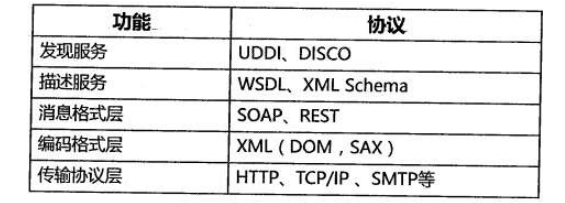 功能 协议
发现服务 UDDI、DISCO
描述服务 WSDL、XML Schema
消息格式层 SOAP、REST
编码格式层 XML（DOM，SAX）
传输协议层 HTTP、TCP/IP 、SMTP等